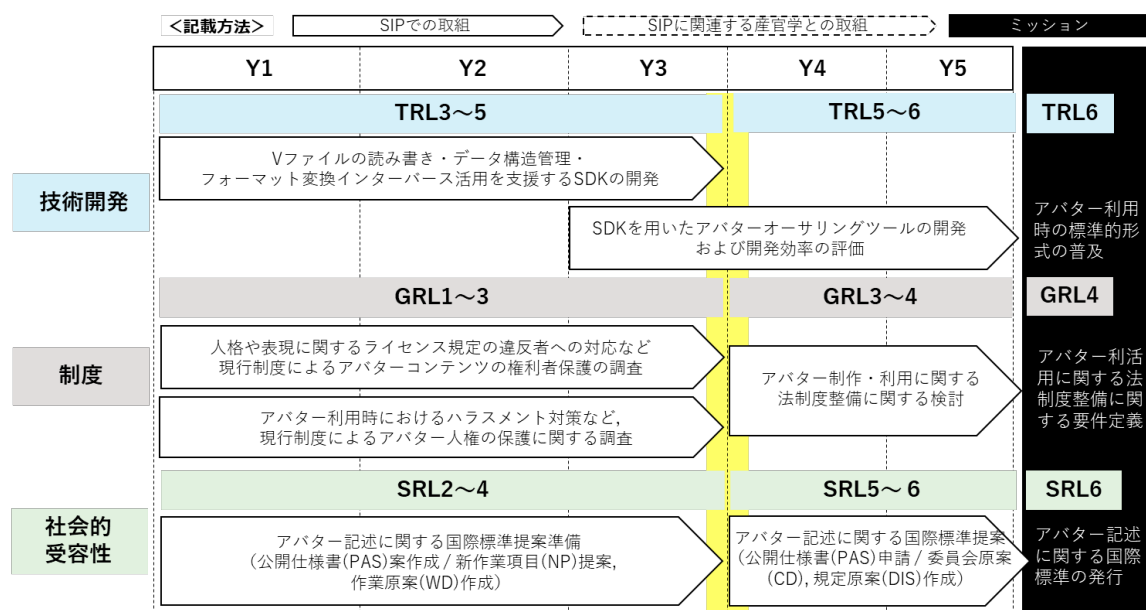 <記載方法>
SIPでの取組
SIPに関連する産官学との取組
ミッション
Y1
Y2
Y3
Y4
Y5
TRL3～5
TRL5～6
TRL6
技術開発
Vファイルの読み書き・データ構造管理・
フォーマット変換インターバース活用を支援するSDKの開発
SDKを用いたアバターオーサリングツールの開発
および開発効率の評価
アバター利用
時の標準的形
式の普及
GRL1～3
GRL3～4
GRL4
制度
人格や表現に関するライセンス規定の違反者への対応など
現行制度によるアバターコンテンツの権利者保護の調査
アバター利用時におけるハラスメント対策など,
現行制度によるアバター人権の保護に関する調査
アバター制作・利用に関する
法制度整備に関する検討
アバター利活
用に関する法
制度整備に関
する要件定義
SRL2～4
SRL5～ 6
SRL6
社会的
受容性
アバター記述に関する国際標準提案準備
(公開仕様書(PAS)案作成 / 新作業項目(NP)提案,
作業原案(WD)作成)
アバター記述に関する国際標準提案
(公開仕様書(PAS)申請 / 委員会原案
(CD), 規定原案(DIS)作成)
アバター記述
に関する国際
標準の発行